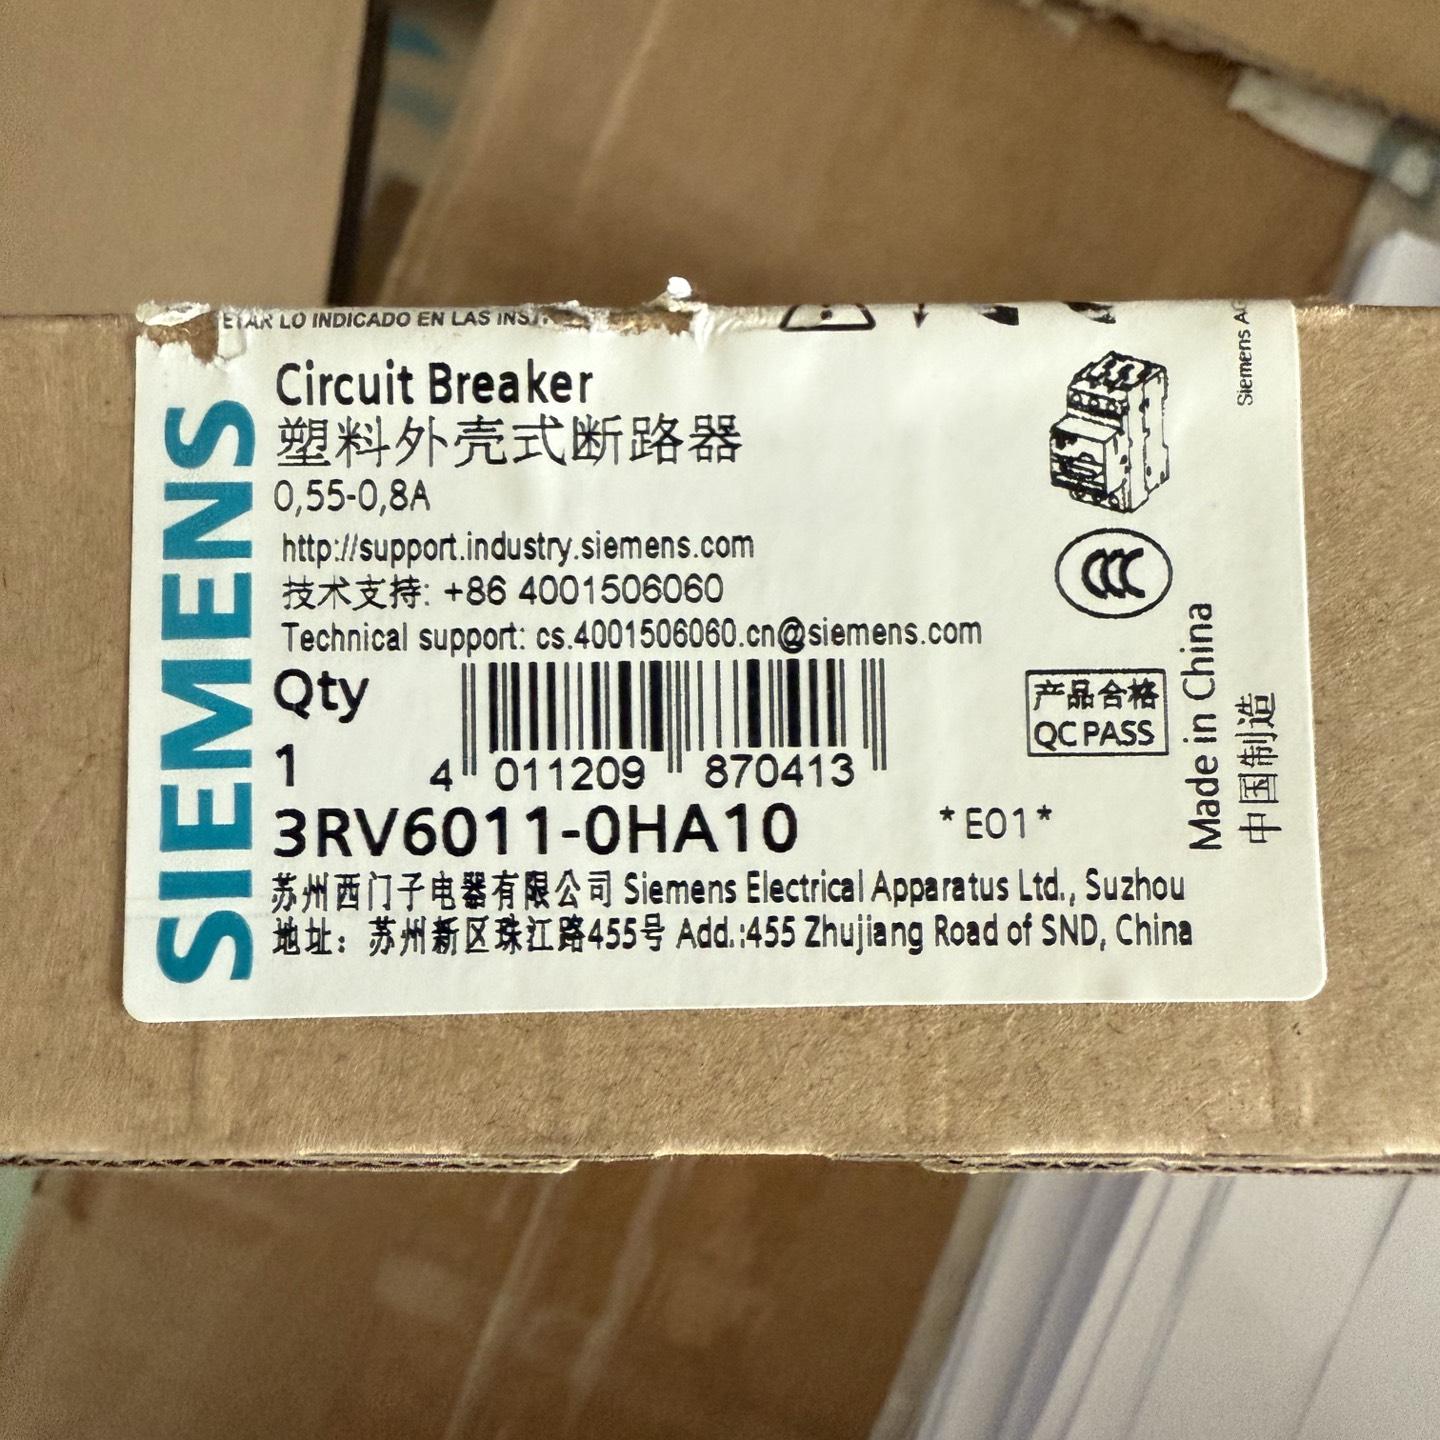 ETAR LO INDICADO EN LAS
Siemens
SIEMENS
Circuit Breaker
塑料外壳式断路器
0,55-0,8A
http://support.industry.siemens.com
技术支持: +86 4001506060
Technical support: cs.4001506060.cn@siemens.com
CCC
Qty
1
4 011209 870413
产品合格
QC PASS
Made in China
中国制造
3RV6011-0HA10
*E01*
苏州西门子电器有限公司 Siemens Electrical Apparatus Ltd., Suzhou
地址：苏州新区珠江路455号 Add.:455 Zhujiang Road of SND, China